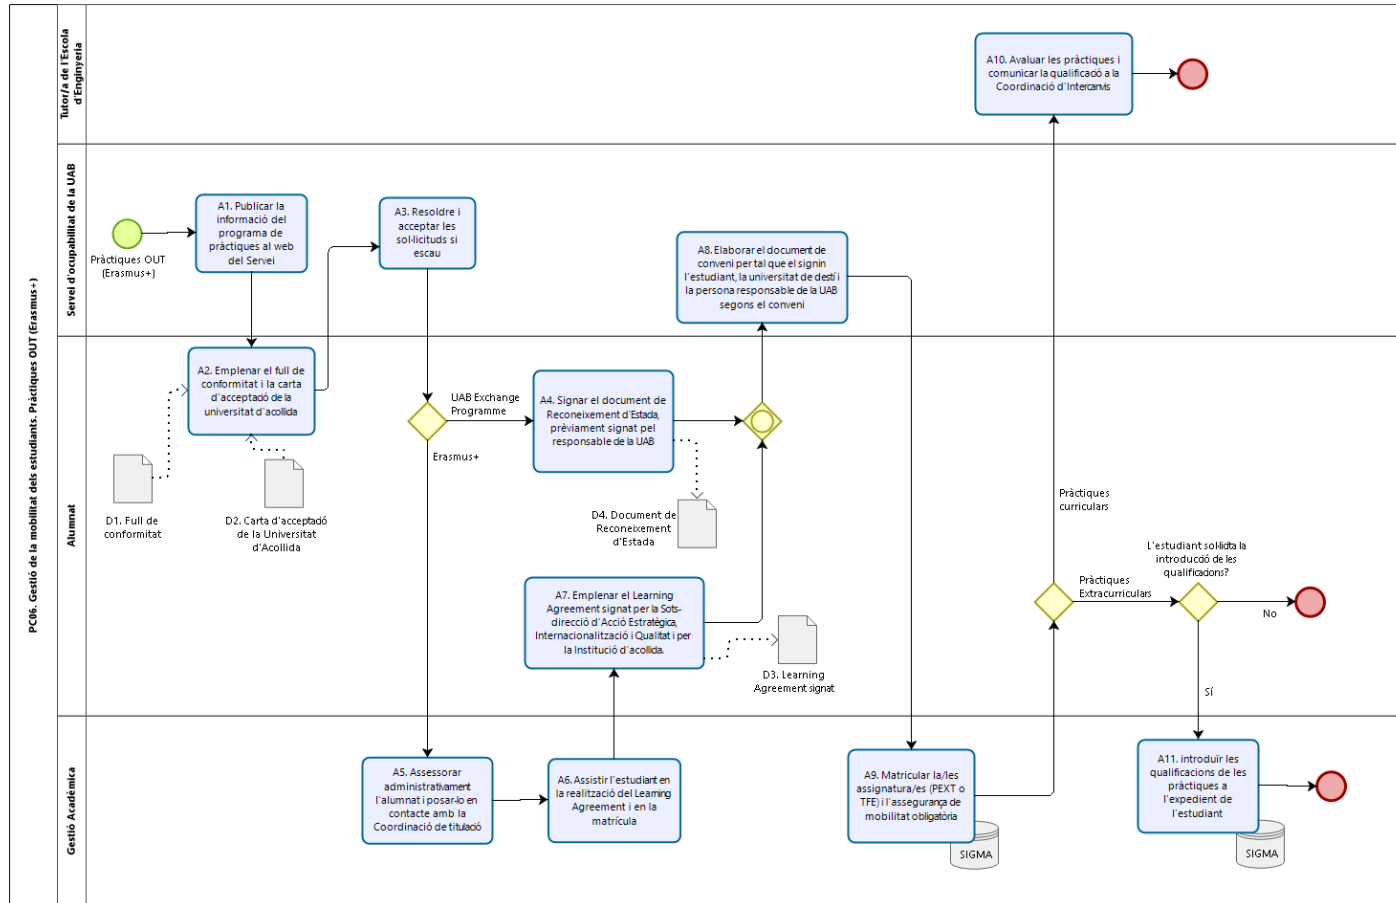 PC06. Gestió de la mobilitat dels estudiants. Pràctiques OUT (Erasmus+)
Tutor/a de l'Escola
d'Enginyeria
A10. Avaluar les pràctiques i
comunicar la qualificació a la
Coordinació d'Intercanvis
Servei d'ocupabilitat de la UAB
Pràctiques OUT
(Erasmus+)
A1. Publicar la
informació del
programa de
pràctiques al web
del Servei
A3. Resoldre i
acceptar les
sol·licituds si
escau
A8. Elaborar el document de
conveni per tal que el signin
l'estudiant, la universitat de destí i
la persona responsable de la UAB
segons el conveni
Alumnat
A2. Emplenar el full de
conformitat i la carta
d'acceptació de la
universitat d'acollida
D1. Full de
conformitat
D2. Carta d'acceptació
de la Universitat
d'Acollida
UAB Exchange
Programme
Erasmus+
A4. Signar el document de
Reconeixement d'Estada,
prèviament signat pel
responsable de la UAB
D4. Document de
Reconeixement
d'Estada
A7. Emplenar el Learning
Agreement signat per la Sots-
direcció d'Acció Estratègica,
Internacionalització i Qualitat i per
la Institució d'acollida.
D3. Learning
Agreement signat
Pràctiques
curriculars
Pràctiques
Extracurriculars
L'estudiant sol·licita la
introducció de les
qualificacions?
No
Sí
Gestió Acadèmica
A5. Assessorar
administrativament
l'alumnat i posar-lo en
contacte amb la
Coordinació de titulació
A6. Assistir l'estudiant en
la realització del Learning
Agreement i en la
matrícula
A9. Matricular la/les
assignatura/es (PEXT o
TFE) i l'assegurança de
mobilitat obligatòria
SIGMA
A11. introduïr les
qualificacions de les
pràctiques a
l'expedient de
l'estudiant
SIGMA